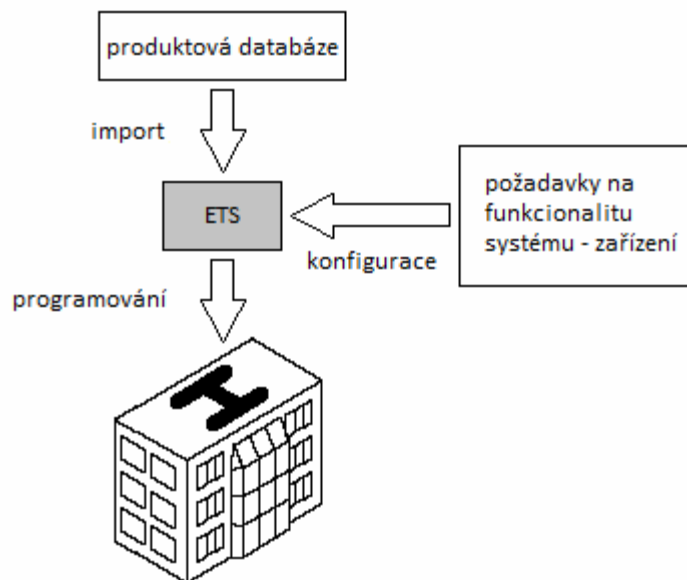 produktová databáze
import
ETS
požadavky na
funkcionalitu
systému - zařízení
konfigurace
programování
H